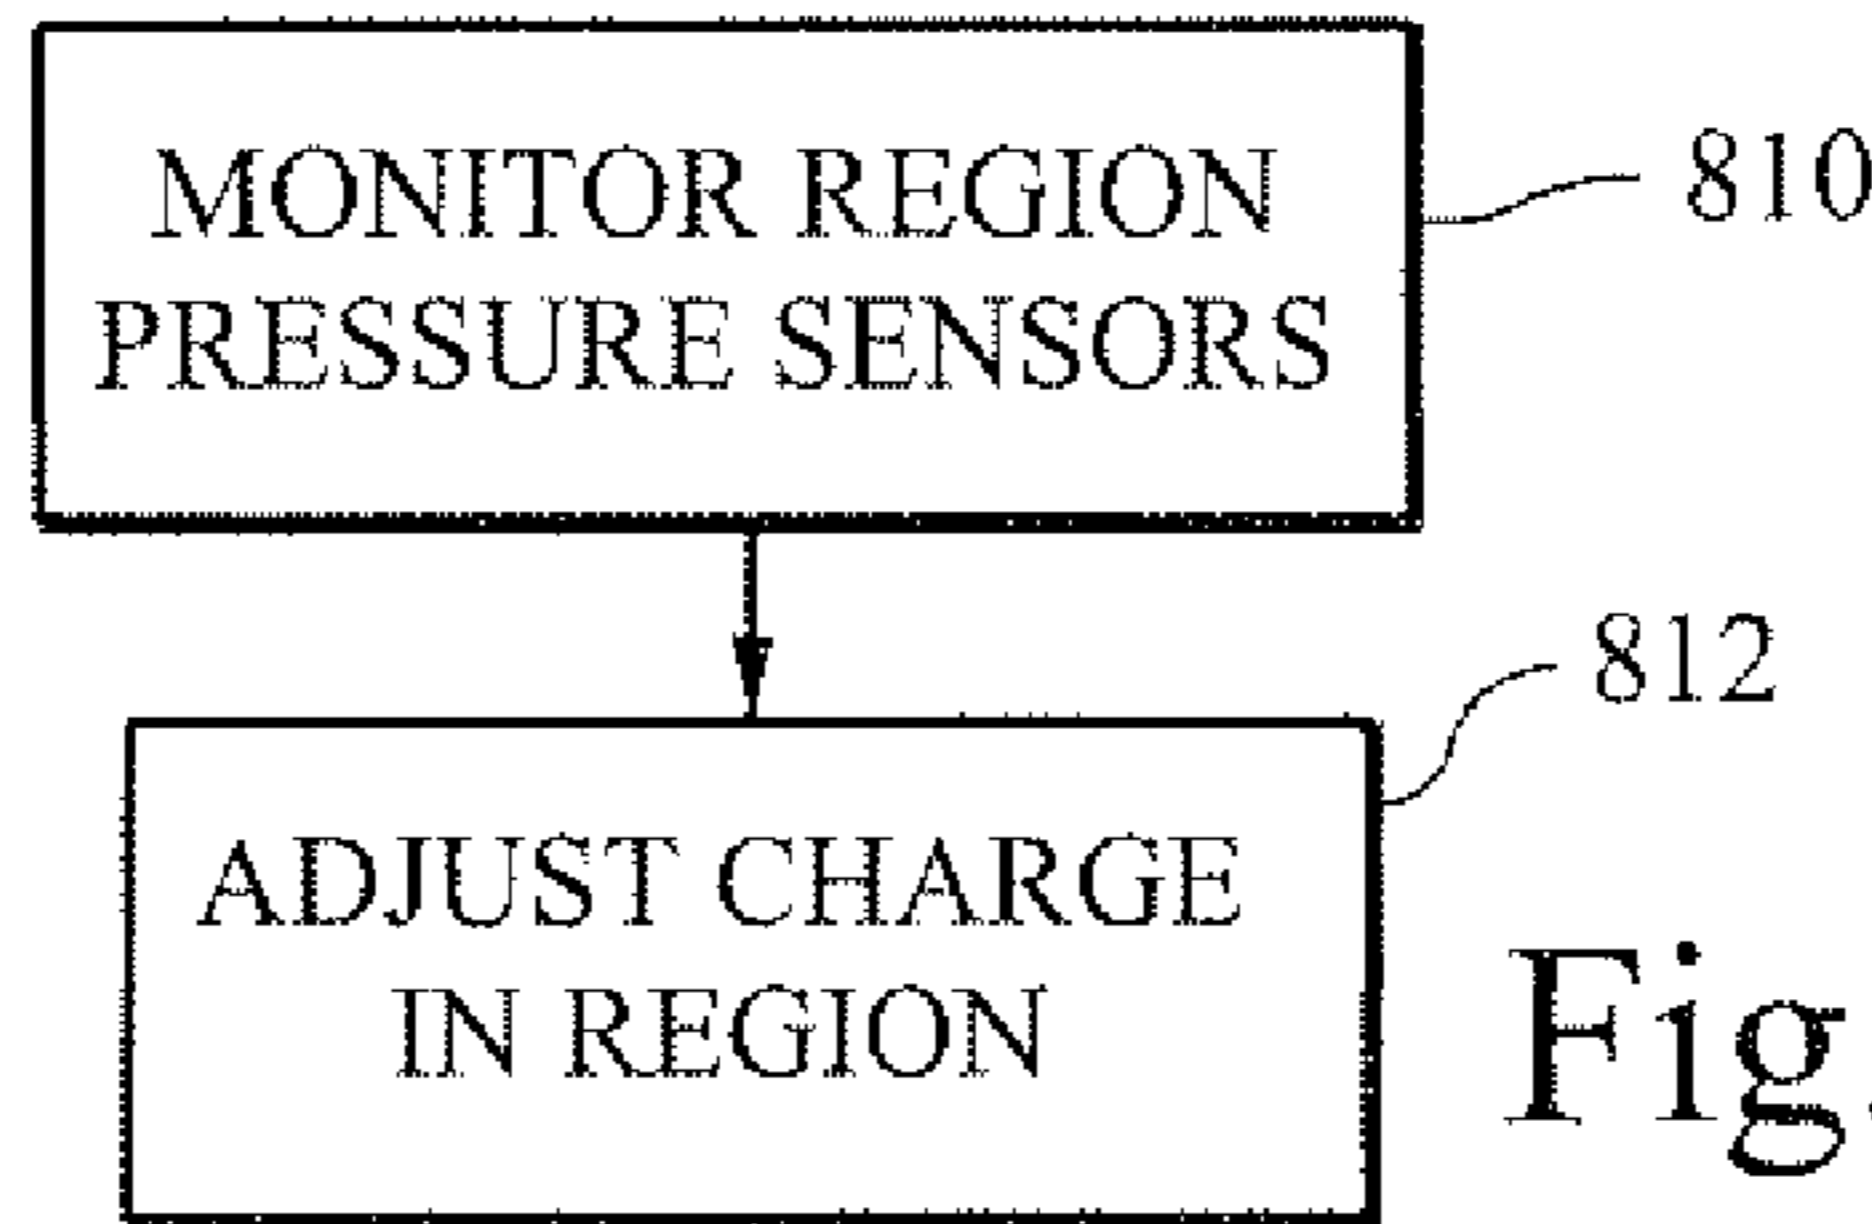 MONITOR REGION
PRESSURE SENSORS
810
812
ADJUST CHARGE
IN REGION
Fig.